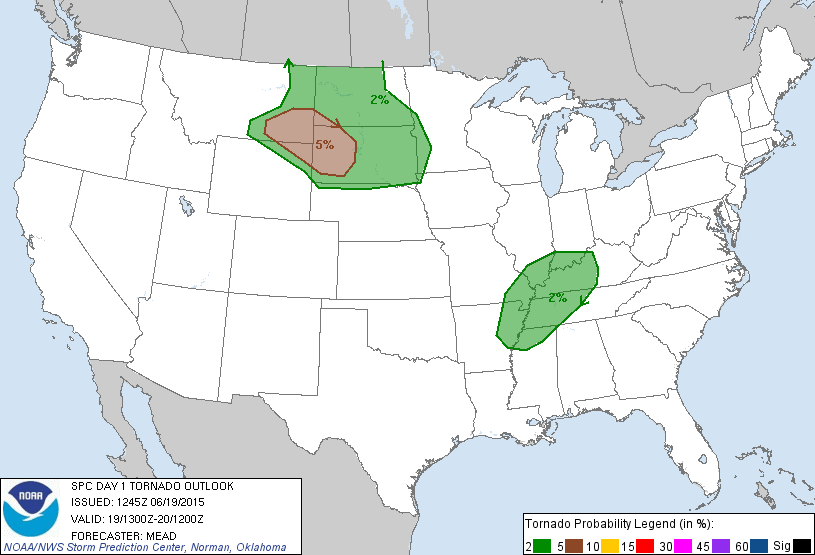 2%
5%
2%
NOAA
SPC DAY 1 TORNADO OUTLOOK
ISSUED: 1245Z 06/19/2015
VALID: 19/1300Z-20/1200Z
FORECASTER: MEAD
NOAA/NWS Storm Prediction Center, Norman, Oklahoma
Tornado Probability Legend (in %):
2 5 10 15 30 45 60 Sig